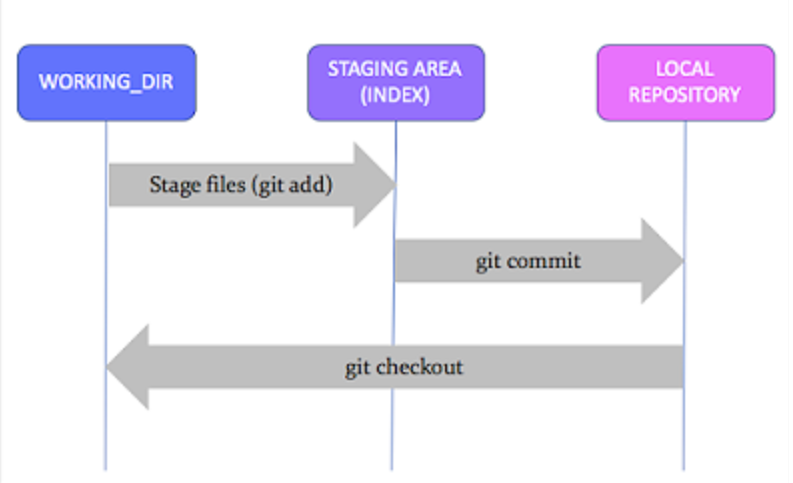 WORKING_DIR
STAGING AREA
(INDEX)
LOCAL
REPOSITORY
Stage files (git add)
git commit
git checkout